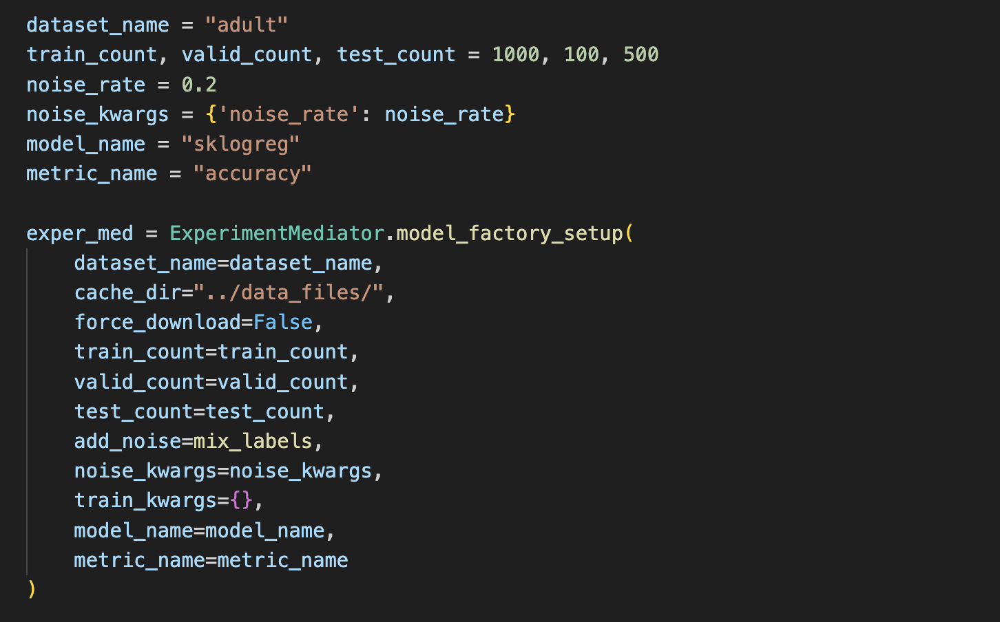 dataset_name = "adult"
train_count, valid_count, test_count = 1000, 100, 500
noise_rate = 0.2
noise_kwargs = {'noise_rate': noise_rate}
model_name = "sklogreg"
metric_name = "accuracy"

exper_med = ExperimentMediator.model_factory_setup(
    dataset_name=dataset_name,
    cache_dir="../data_files/",
    force_download=False,
    train_count=train_count,
    valid_count=valid_count,
    test_count=test_count,
    add_noise=mix_labels,
    noise_kwargs=noise_kwargs,
    train_kwargs={},
    model_name=model_name,
    metric_name=metric_name
)